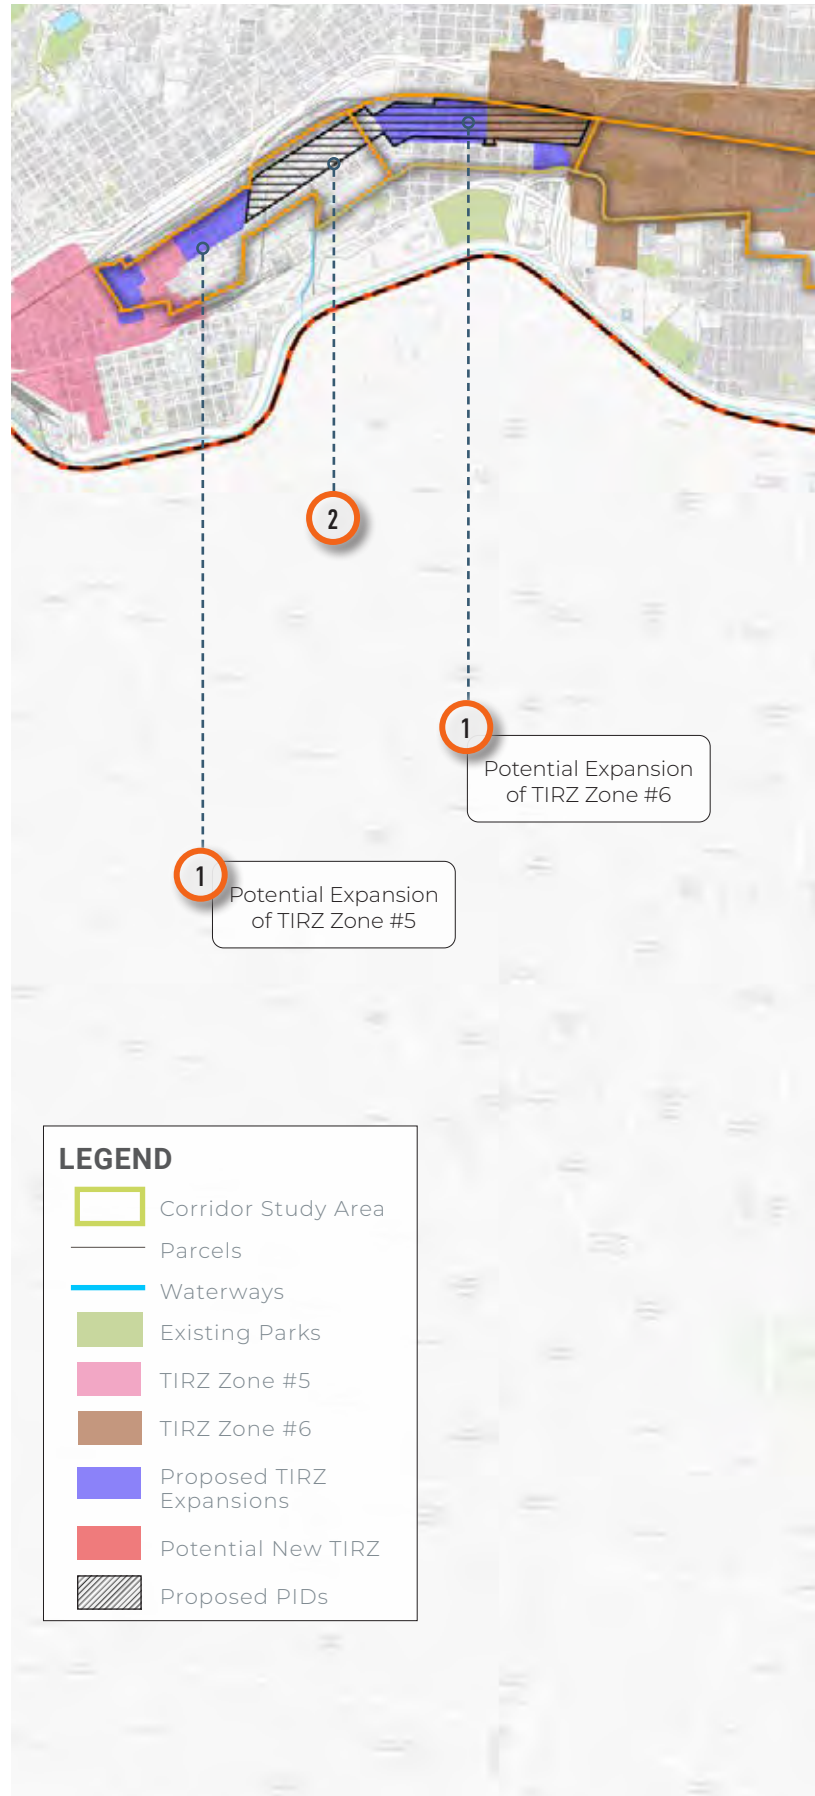 2
1
Potential Expansion
of TIRZ Zone #6
1
Potential Expansion
of TIRZ Zone #5
LEGEND
Corridor Study Area
Parcels
Waterways
Existing Parks
TIRZ Zone #5
TIRZ Zone #6
Proposed TIRZ
Expansions
Potential New TIRZ
Proposed PIDs